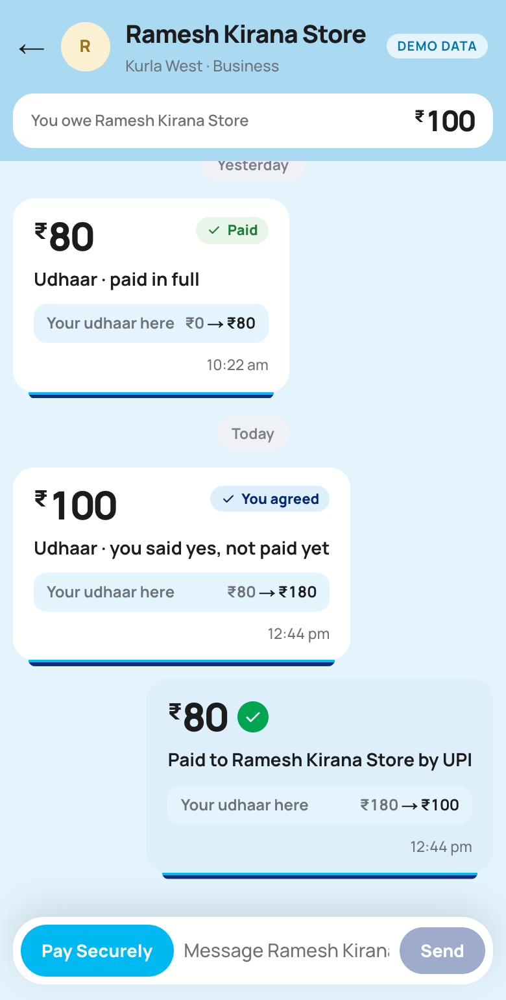 ←
R
Ramesh Kirana Store
Kurla West · Business
DEMO DATA
You owe Ramesh Kirana Store ₹100
Yesterday
₹80
✓ Paid
Udhaar · paid in full
Your udhaar here ₹0 → ₹80
10:22 am
Today
₹100
✓ You agreed
Udhaar · you said yes, not paid yet
Your udhaar here ₹80 → ₹180
12:44 pm
₹80 ✓
Paid to Ramesh Kirana Store by UPI
Your udhaar here ₹180 → ₹100
12:44 pm
Pay Securely Message Ramesh Kirana Send